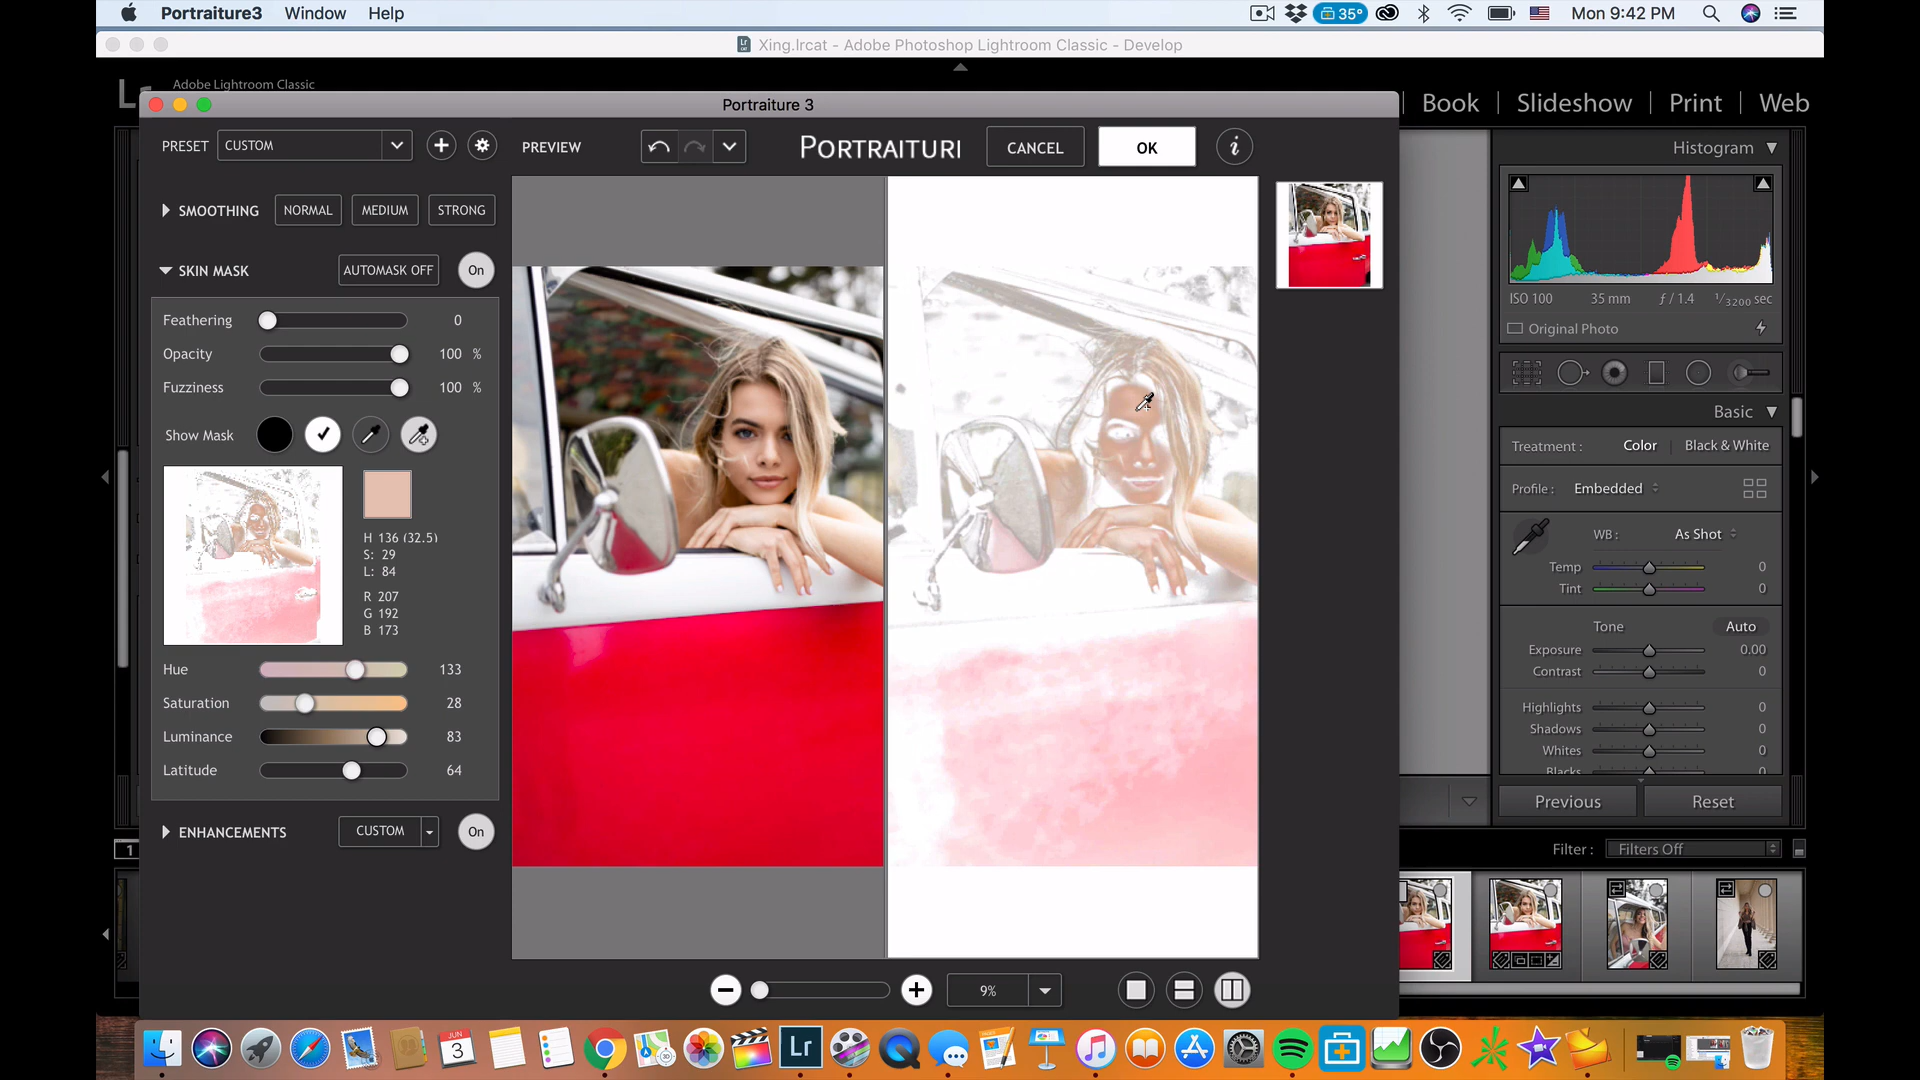 Portraiture3 Window Help
35° Mon 9:42 PM
Xing.lrcat - Adobe Photoshop Lightroom Classic - Develop
Adobe Lightroom Classic
Book | Slideshow | Print | Web
Portraiture 3
PRESET CUSTOM
PREVIEW
PORTRAITURI
CANCEL
OK
i
SMOOTHING NORMAL MEDIUM STRONG
SKIN MASK AUTOMASK OFF On
Feathering 0
Opacity 100 %
Fuzziness 100 %
Show Mask
H 136 (32.5)
S: 29
L: 84
R 207
G 192
B 173
Hue 133
Saturation 28
Luminance 83
Latitude 64
ENHANCEMENTS CUSTOM On
9%
Histogram
ISO 100 35 mm ƒ / 1.4 1/3200 sec
Original Photo
Basic
Treatment : Color | Black & White
Profile : Embedded
WB : As Shot
Temp 0
Tint 0
Tone Auto
Exposure 0.00
Contrast 0
Highlights 0
Shadows 0
Whites 0
Blacks 0
Previous Reset
1
Filter : Filters Off
JUN
3
Lr